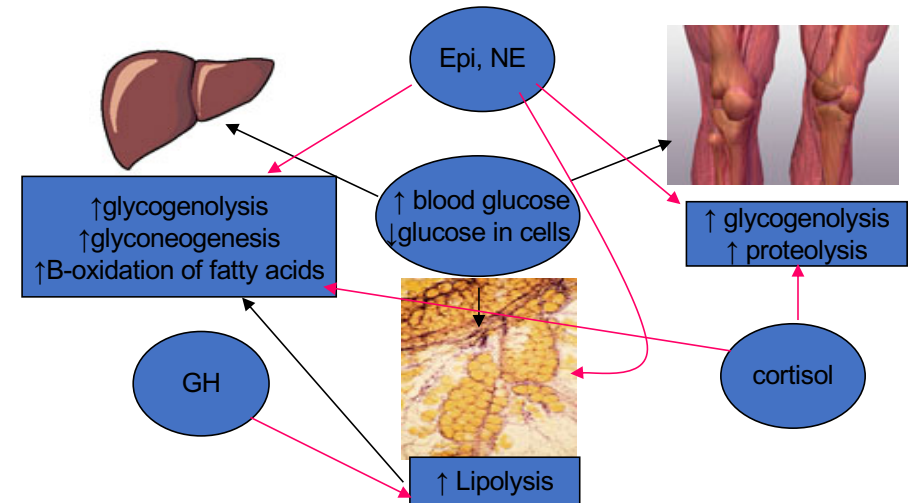 Epi, NE
↑ blood glucose
↓glucose in cells
↑glycogenolysis
↑glyconeogenesis
↑B-oxidation of fatty acids
↑ glycogenolysis
↑ proteolysis
GH
cortisol
↑ Lipolysis